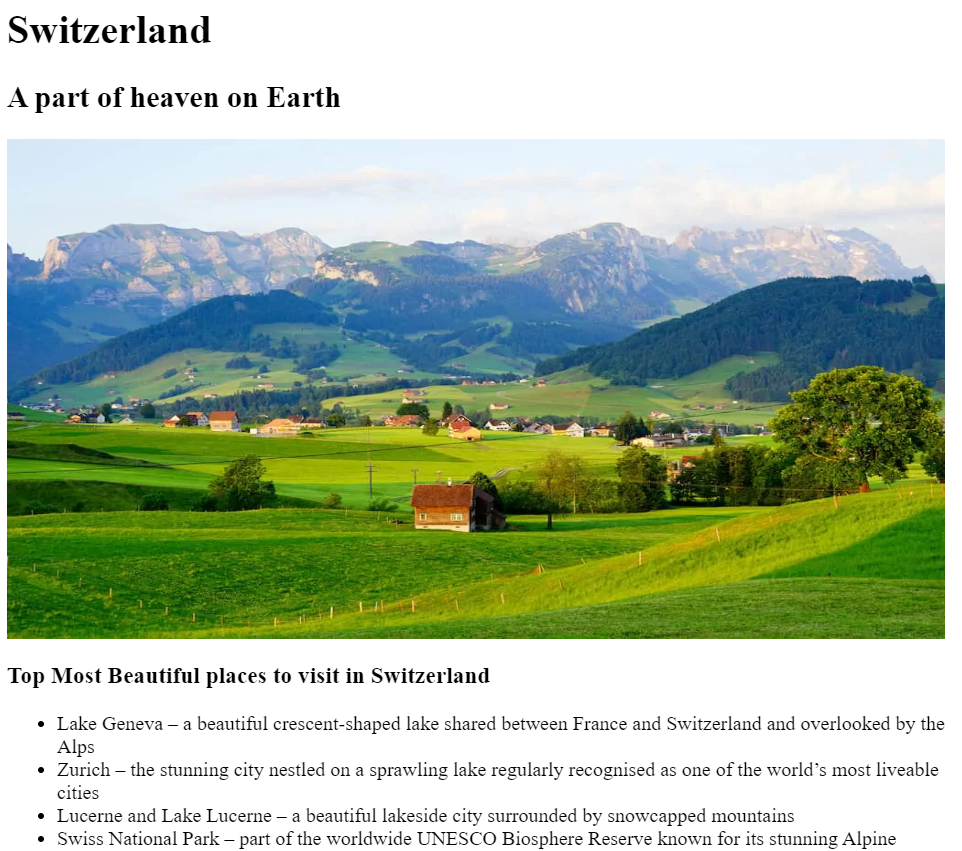 Switzerland
A part of heaven on Earth
Top Most Beautiful places to visit in Switzerland
• Lake Geneva – a beautiful crescent-shaped lake shared between France and Switzerland and overlooked by the
Alps
• Zurich – the stunning city nestled on a sprawling lake regularly recognised as one of the world’s most liveable
cities
• Lucerne and Lake Lucerne – a beautiful lakeside city surrounded by snowcapped mountains
• Swiss National Park – part of the worldwide UNESCO Biosphere Reserve known for its stunning Alpine